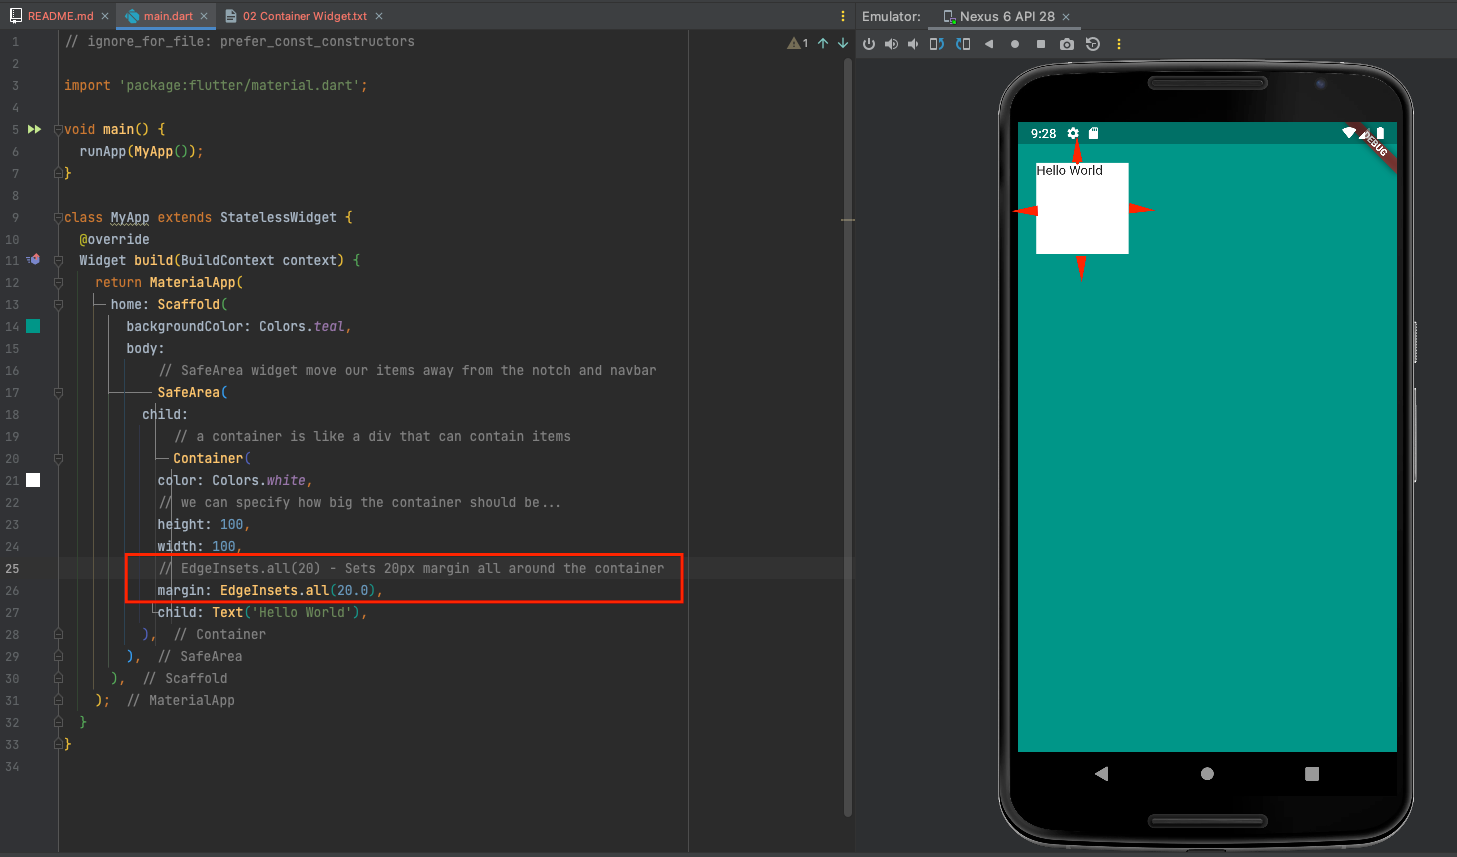 README.md
main.dart
02 Container Widget.txt
Emulator:
Nexus 6 API 28
1 // ignore_for_file: prefer_const_constructors
1
2
3 import 'package:flutter/material.dart';
4
5 void main() {
6 runApp(MyApp());
7 }
8
9 class MyApp extends StatelessWidget {
10 @override
11 Widget build(BuildContext context) {
12 return MaterialApp(
13 home: Scaffold(
14 backgroundColor: Colors.teal,
15 body:
16 // SafeArea widget move our items away from the notch and navbar
17 SafeArea(
18 child:
19 // a container is like a div that can contain items
20 Container(
21 color: Colors.white,
22 // we can specify how big the container should be...
23 height: 100,
24 width: 100,
25 // EdgeInsets.all(20) - Sets 20px margin all around the container
26 margin: EdgeInsets.all(20.0),
27 child: Text('Hello World'),
28 ), // Container
29 ), // SafeArea
30 ), // Scaffold
31 ); // MaterialApp
32 }
33 }
34
9:28
DEBUG
Hello World